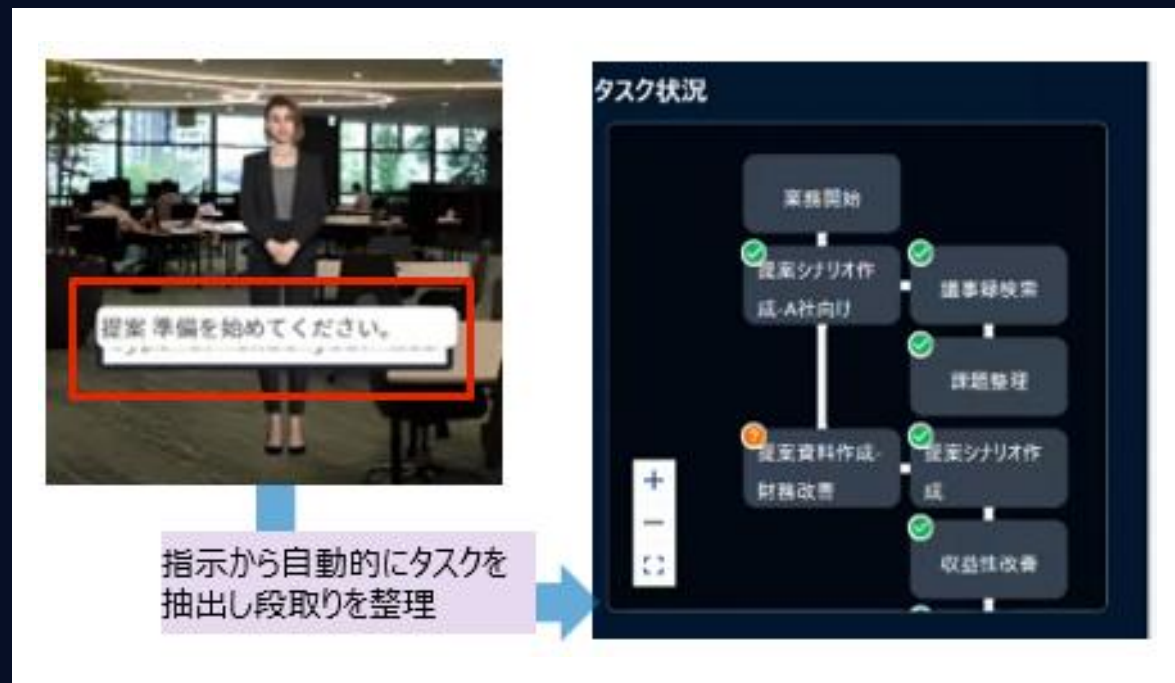 提案 準備を始めてください。
指示から自動的にタスクを
抽出し段取りを整理
タスク状況
業務開始
提案シナリオ作
成-A社向け
議事録検索
課題整理
提案資料作成-
財務改善
提案シナリオ作
成
収益性改善